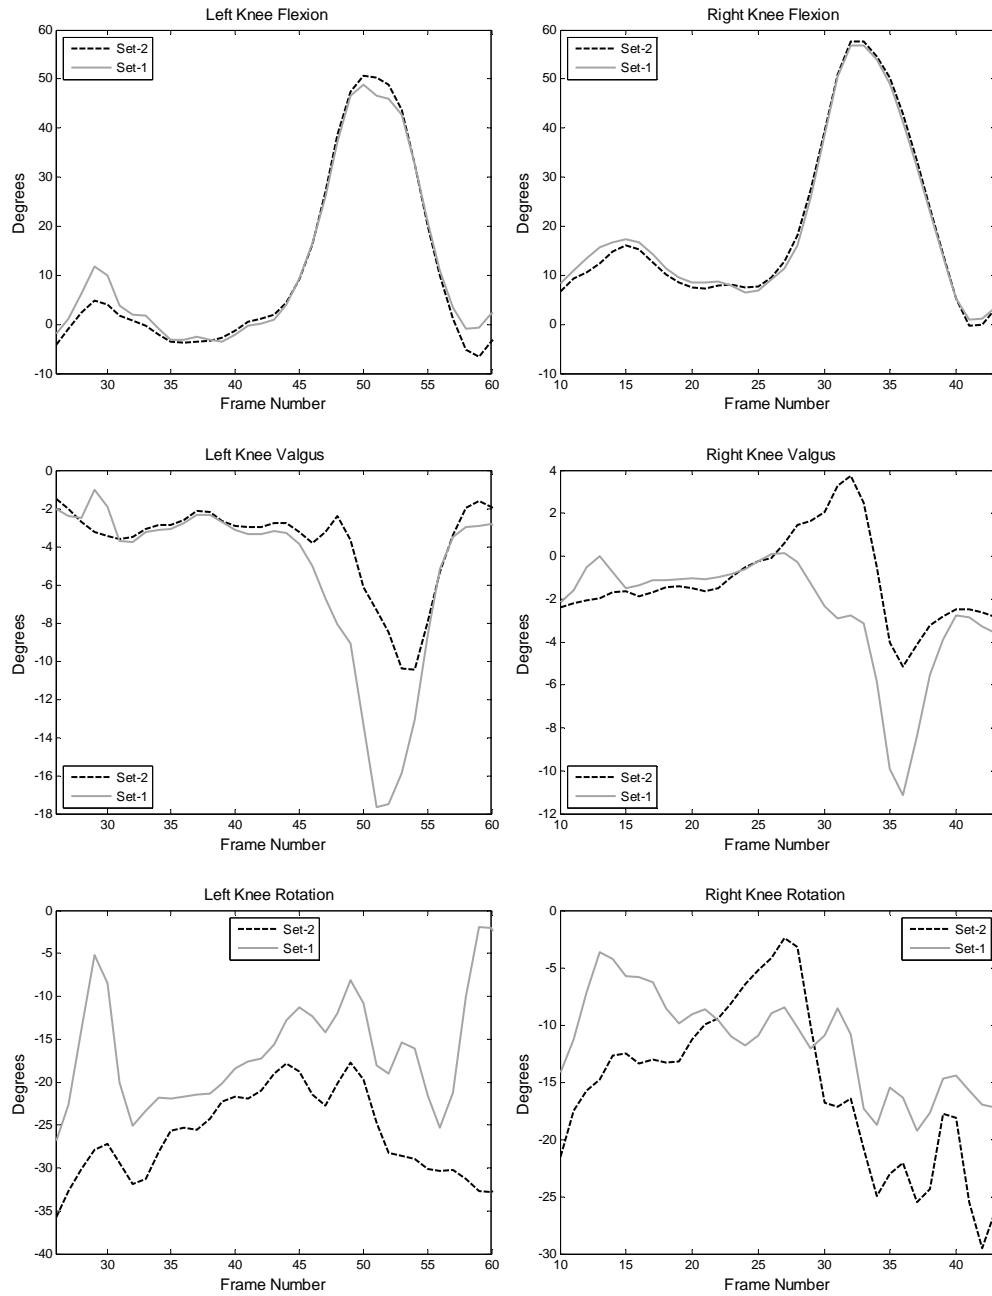 Left Knee Flexion
60
50
40
30
20
10
0
-10
Degrees
Set-2
Set-1
30 35 40 45 50 55 60
Frame Number
Right Knee Flexion
60
50
40
30
20
10
0
-10
Degrees
Set-2
Set-1
10 15 20 25 30 35 40
Frame Number
Left Knee Valgus
0
-2
-4
-6
-8
-10
-12
-14
-16
-18
Degrees
Set-2
Set-1
30 35 40 45 50 55 60
Frame Number
Right Knee Valgus
4
2
0
-2
-4
-6
-8
-10
-12
Degrees
Set-2
Set-1
10 15 20 25 30 35 40
Frame Number
Left Knee Rotation
0
-5
-10
-15
-20
-25
-30
-35
-40
Degrees
Set-2
Set-1
30 35 40 45 50 55 60
Frame Number
Right Knee Rotation
0
-5
-10
-15
-20
-25
-30
Degrees
Set-2
Set-1
10 15 20 25 30 35 40
Frame Number